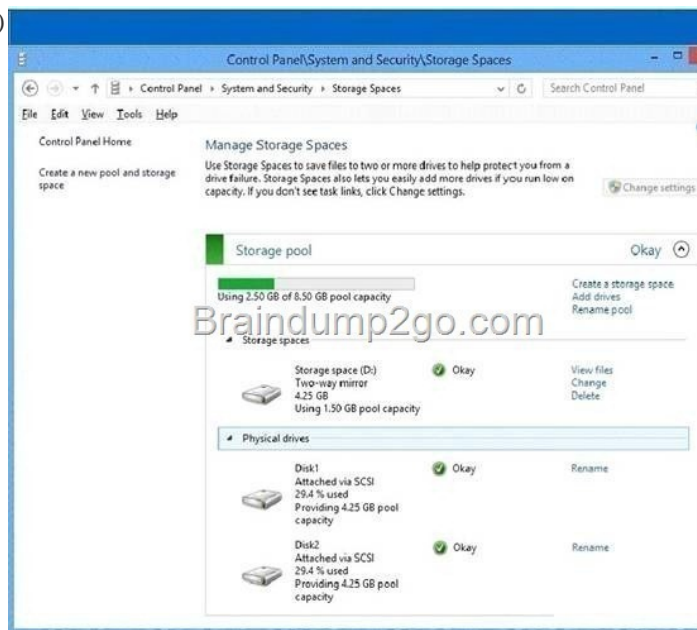 )
Control Panel\System and Security\Storage Spaces
Control Panel ▸ System and Security ▸ Storage Spaces
Search Control Panel
File Edit View Tools Help
Control Panel Home
Create a new pool and storage
space
Manage Storage Spaces
Use Storage Spaces to save files to two or more drives to help protect you from a
drive failure. Storage Spaces also lets you easily add more drives if you run low on
capacity. If you don't see task links, click Change settings.
Change settings
Storage pool
Okay
Using 2.50 GB of 8.50 GB pool capacity
Create a storage space
Add drives
Rename pool
Braindump2go.com
Storage spaces
Storage space (D:)
Two-way mirror
4.25 GB
Using 1.50 GB pool capacity
Okay
View files
Change
Delete
Physical drives
Disk1
Attached via SCSI
29.4 % used
Providing 4.25 GB pool
capacity
Okay
Rename
Disk2
Attached via SCSI
29.4 % used
Providing 4.25 GB pool
capacity
Okay
Rename